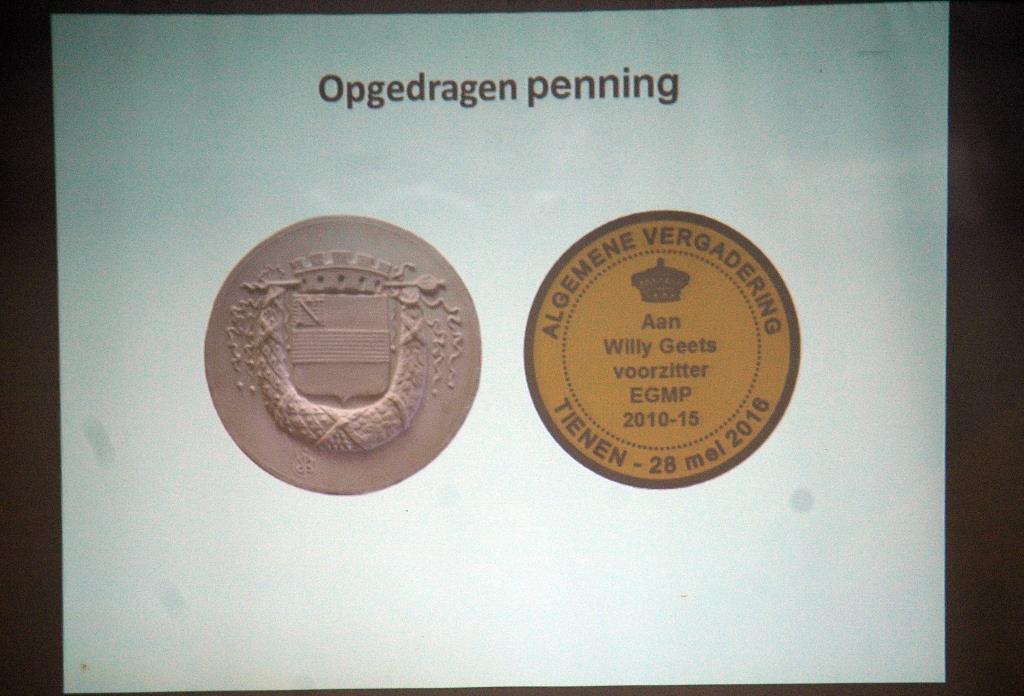 Opgedragen penning
ALGEMENE VERGADERING
Aan
Willy Geets
voorzitter
EGMP
2010-15
TIENEN - 28 mei 2016